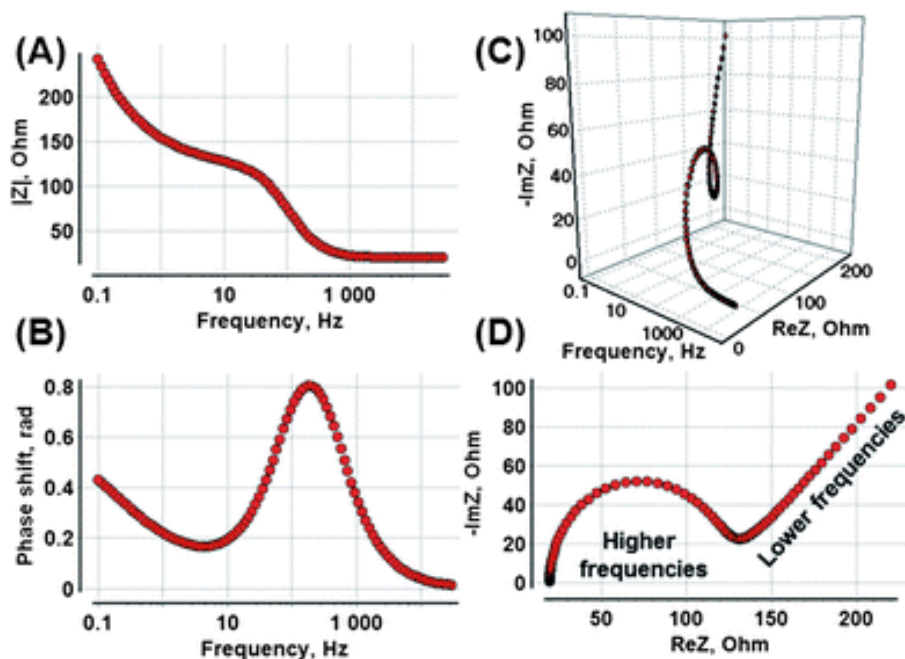 (A)
|Z|, Ohm
200
150
100
50
0.1 10 1 000
Frequency, Hz
(B)
Phase shift, rad
0.8
0.6
0.4
0.2
0
0.1 10 1 000
Frequency, Hz
(C)
-ImZ, Ohm
100
80
60
40
20
0
0.1
10
1000
Frequency, Hz
0
100
200
ReZ, Ohm
(D)
-ImZ, Ohm
100
80
60
40
20
0
50 100 150 200
ReZ, Ohm
Higher
frequencies
Lower frequencies